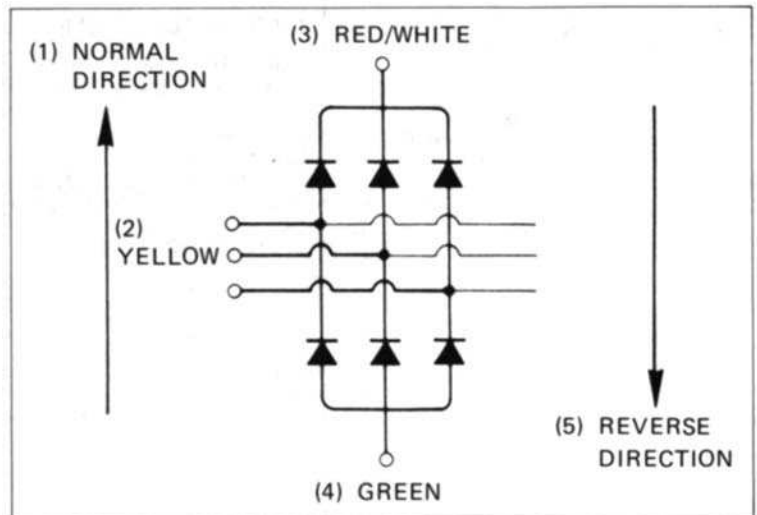 (1) NORMAL
DIRECTION
(3) RED/WHITE
(2)
YELLOW
(5) REVERSE
DIRECTION
(4) GREEN